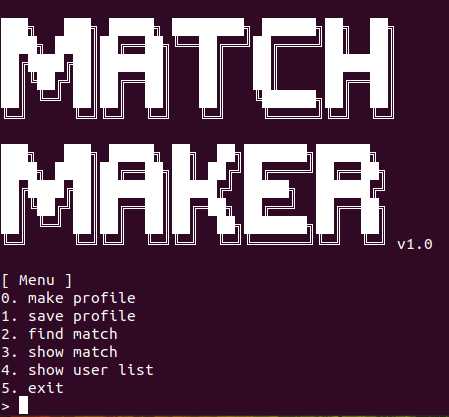 MATCH
MAKER v1.0
[ Menu ]
0. make profile
1. save profile
2. find match
3. show match
4. show user list
5. exit
>